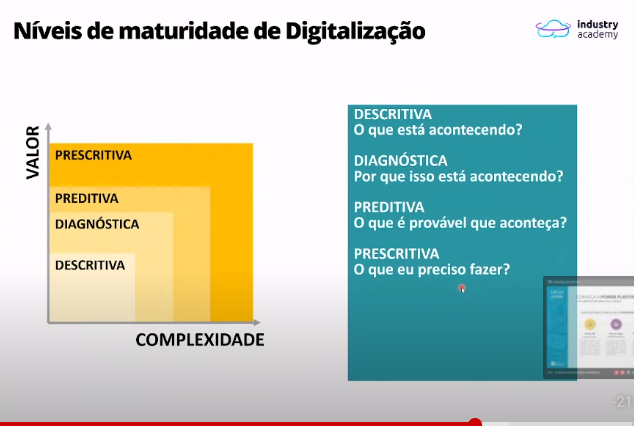 Níveis de maturidade de Digitalização
industry
academy
VALOR
PRESCRITIVA
PREDITIVA
DIAGNÓSTICA
DESCRITIVA
COMPLEXIDADE
DESCRITIVA
O que está acontecendo?
DIAGNÓSTICA
Por que isso está acontecendo?
PREDITIVA
O que é provável que aconteça?
PRESCRITIVA
O que eu preciso fazer?
-21